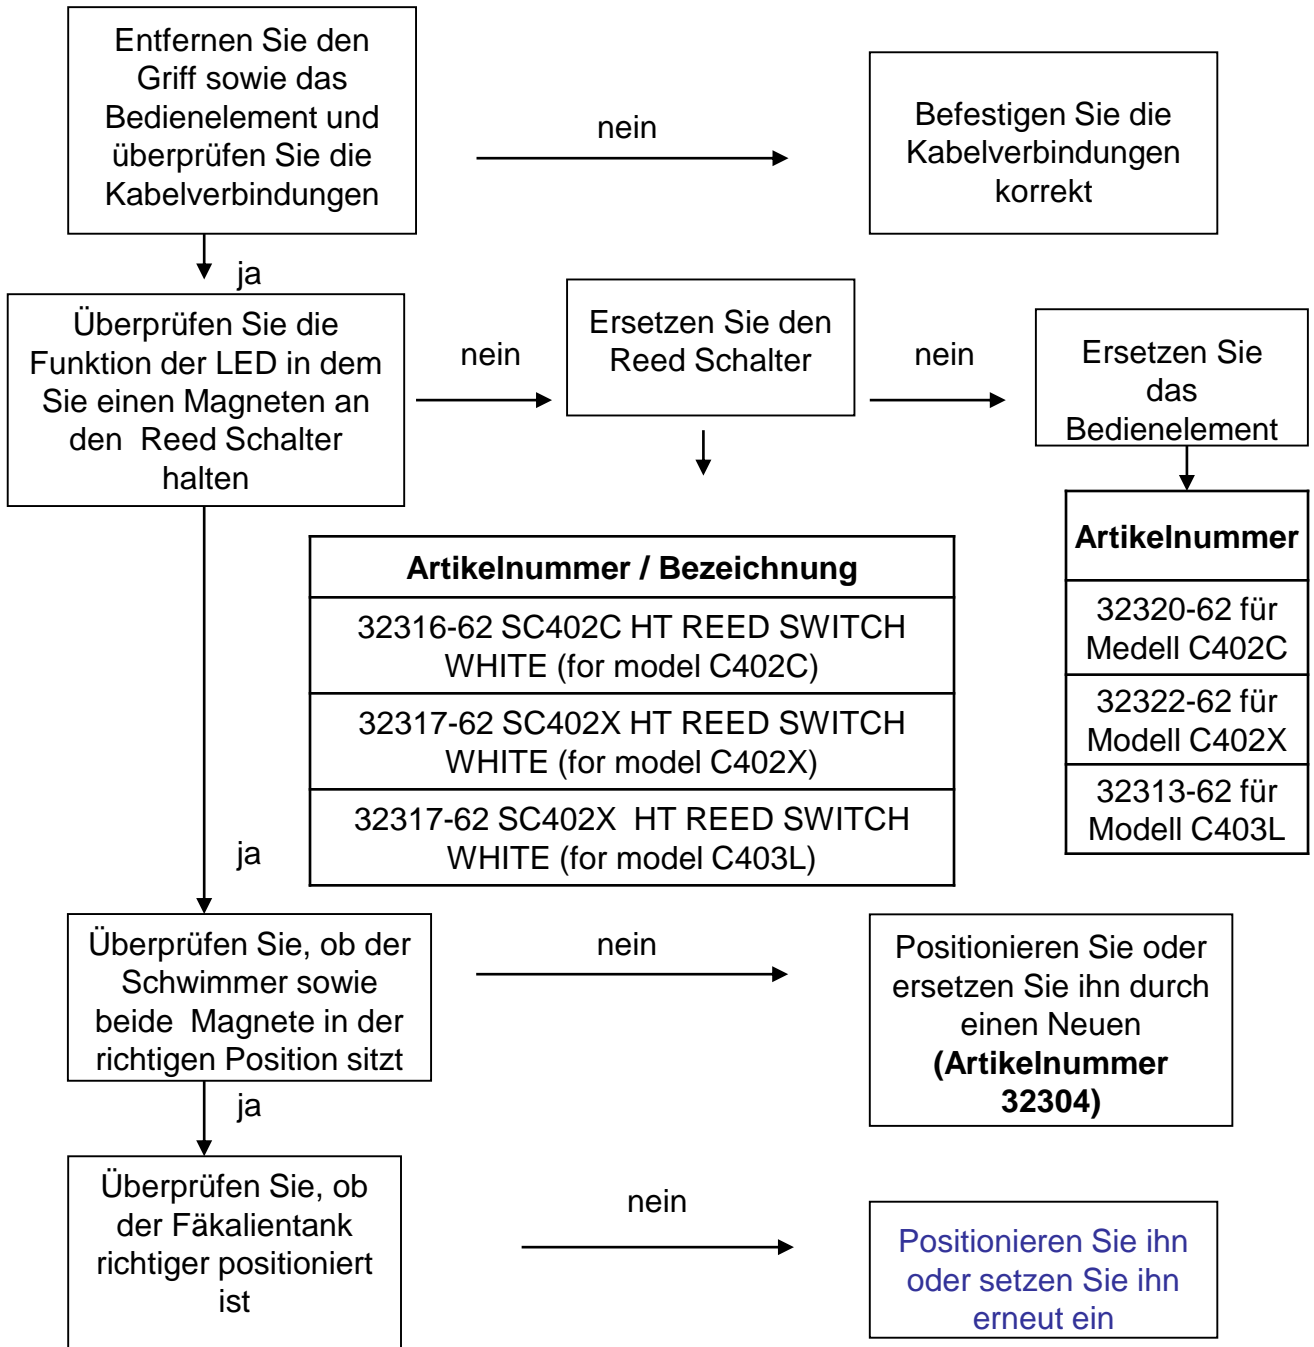 Entfernen Sie den
Griff sowie das
Bedienelement und
überprüfen Sie die
Kabelverbindungen
nein
Befestigen Sie die
Kabelverbindungen
korrekt
ja
Überprüfen Sie die
Funktion der LED in dem
Sie einen Magneten an
den Reed Schalter
halten
nein
Ersetzen Sie den
Reed Schalter
nein
Ersetzen Sie
das
Bedienelement
Artikelnummer / Bezeichnung
32316-62 SC402C HT REED SWITCH
WHITE (for model C402C)
32317-62 SC402X HT REED SWITCH
WHITE (for model C402X)
32317-62 SC402X HT REED SWITCH
WHITE (for model C403L)
Artikelnummer
32320-62 für
Medell C402C
32322-62 für
Modell C402X
32313-62 für
Modell C403L
ja
Überprüfen Sie, ob der
Schwimmer sowie
beide Magnete in der
richtigen Position sitzt
nein
Positionieren Sie oder
ersetzen Sie ihn durch
einen Neuen
(Artikelnummer
32304)
ja
Überprüfen Sie, ob
der Fäkalientank
richtiger positioniert
ist
nein
Positionieren Sie ihn
oder setzen Sie ihn
erneut ein